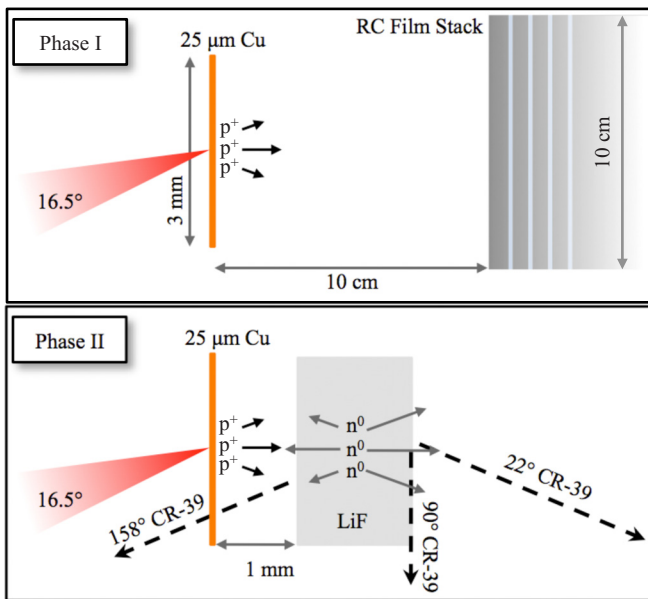 Phase I
25 μm Cu
RC Film Stack
p⁺
p⁺
p⁺
16.5°
3 mm
10 cm
10 cm
Phase II
25 μm Cu
p⁺
p⁺
p⁺
n⁰
n⁰
n⁰
16.5°
158° CR-39
LiF
90° CR-39
22° CR-39
1 mm